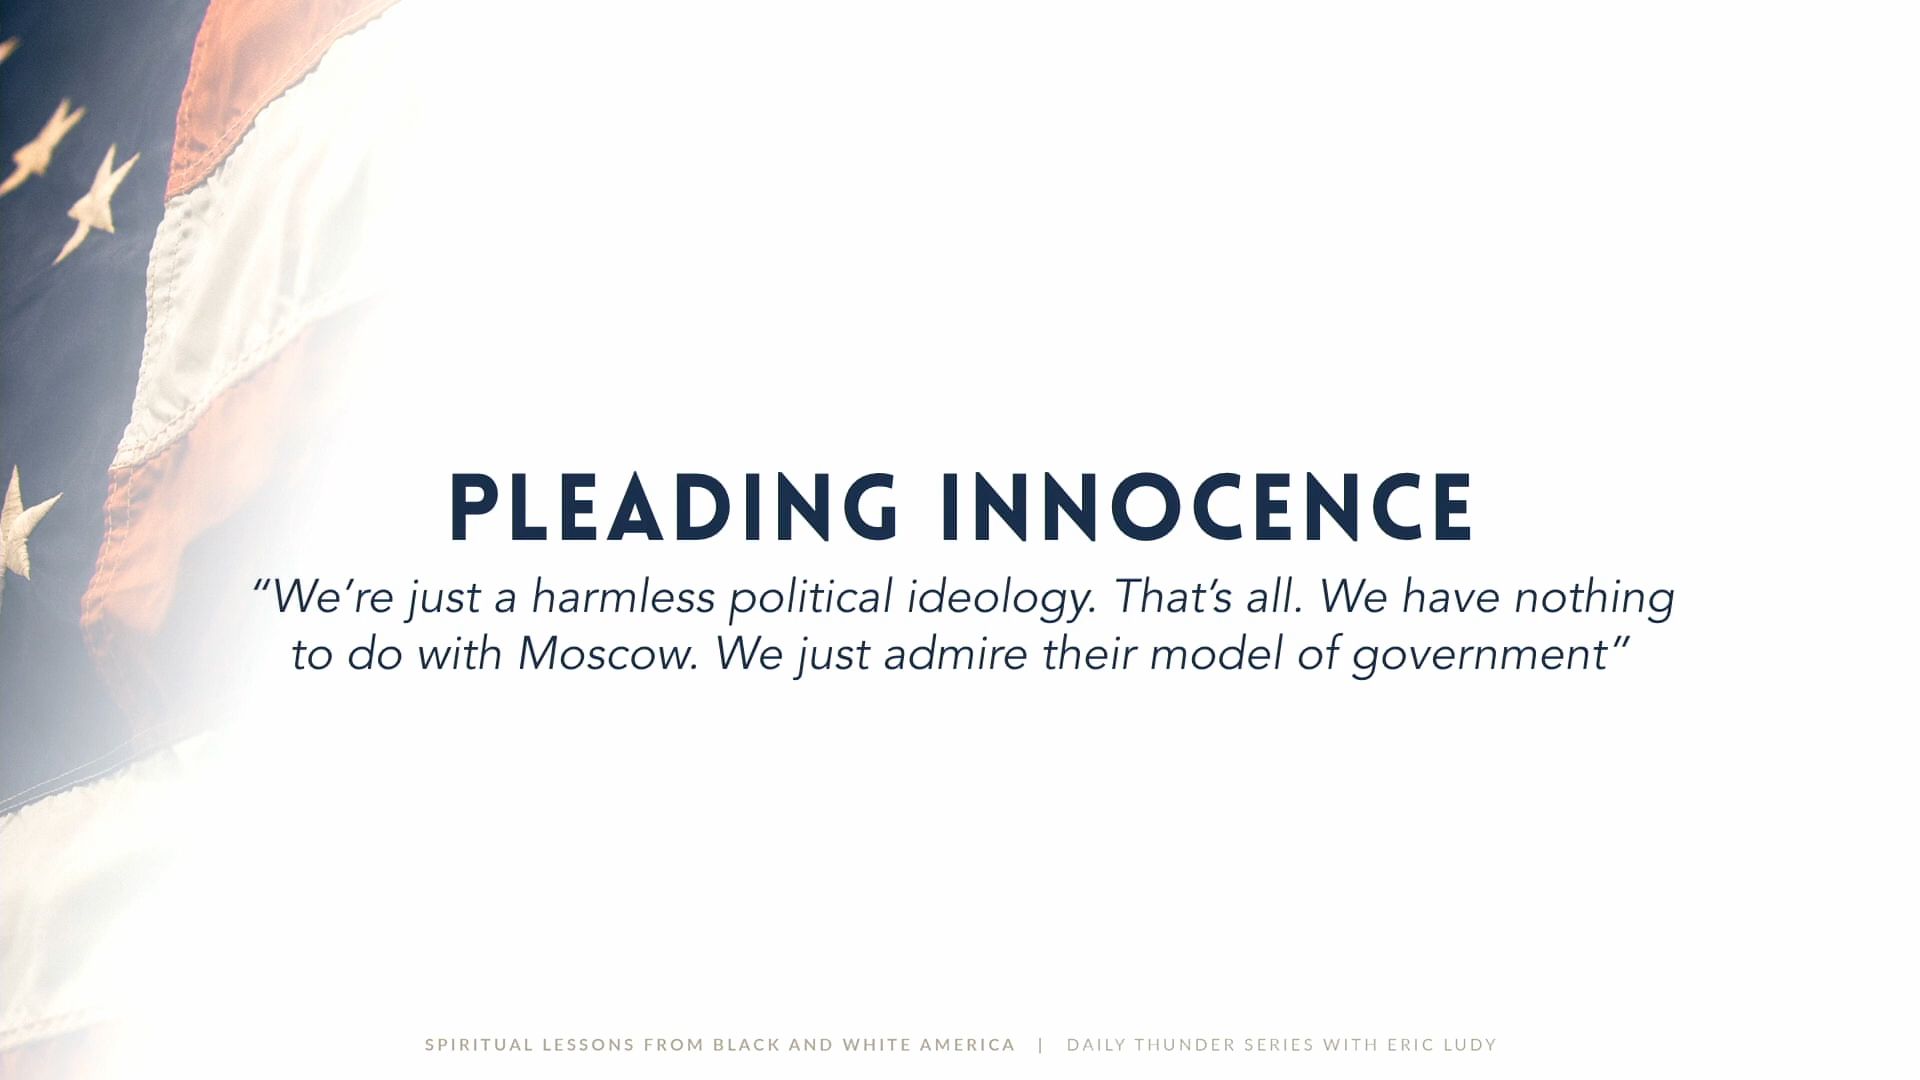 PLEADING INNOCENCE
“We’re just a harmless political ideology. That’s all. We have nothing
to do with Moscow. We just admire their model of government”
SPIRITUAL LESSONS FROM BLACK AND WHITE AMERICA | DAILY THUNDER SERIES WITH ERIC LUDY